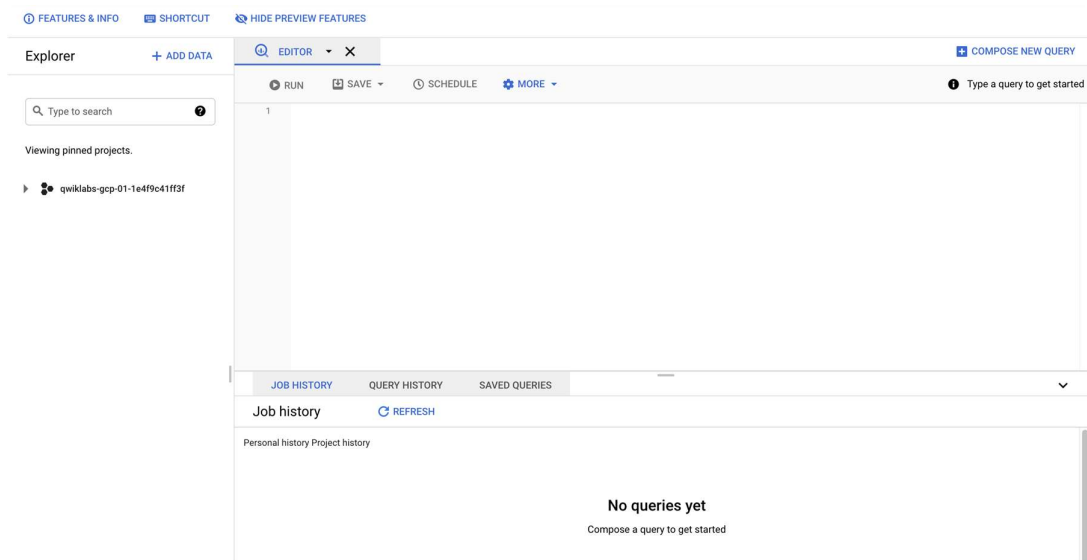 FEATURES & INFO SHORTCUT HIDE PREVIEW FEATURES
Explorer + ADD DATA
Type to search
Viewing pinned projects.
qwiklabs-gcp-01-1e4f9c41ff3f
EDITOR
COMPOSE NEW QUERY
RUN SAVE SCHEDULE MORE
Type a query to get started
1
JOB HISTORY QUERY HISTORY SAVED QUERIES
Job history REFRESH
Personal history Project history
No queries yet
Compose a query to get started